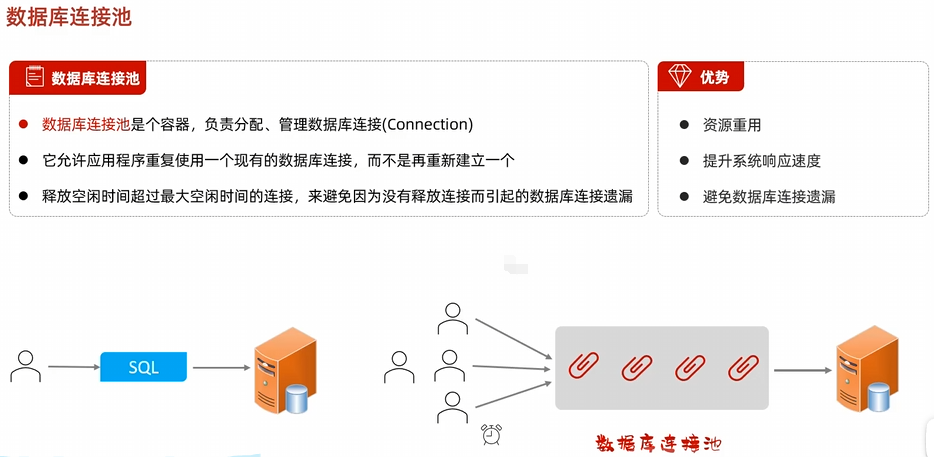 数据库连接池
数据库连接池
数据库连接池是个容器，负责分配、管理数据库连接(Connection)
它允许应用程序重复使用一个现有的数据库连接，而不是再重新建立一个
释放空闲时间超过最大空闲时间的连接，来避免因为没有释放连接而引起的数据库连接遗漏
优势
资源重用
提升系统响应速度
避免数据库连接遗漏
SQL
数据库连接池